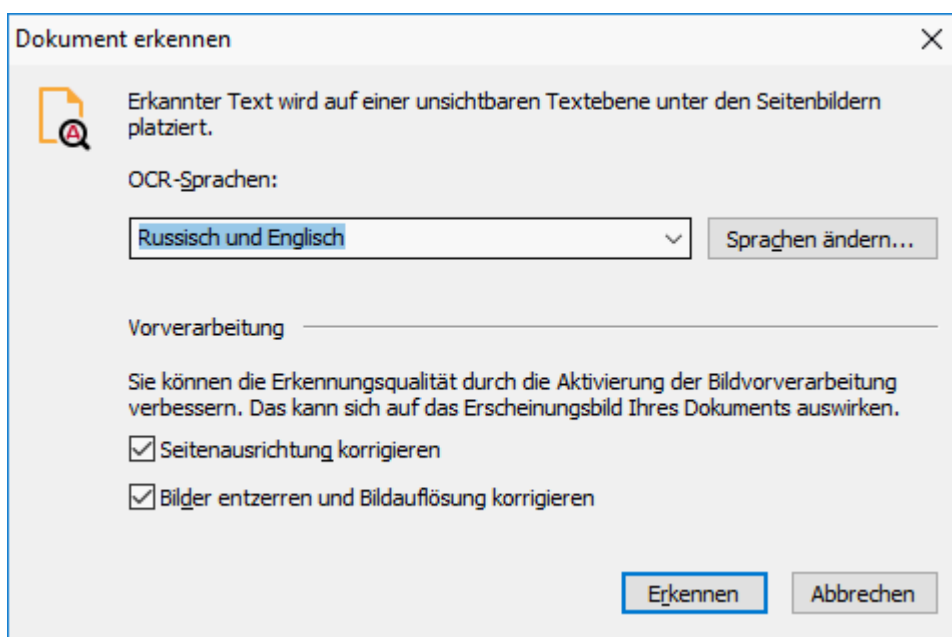 Dokument erkennen
Erkannter Text wird auf einer unsichtbaren Textebene unter den Seitenbildern
platziert.
OCR-Sprachen:
Russisch und Englisch
Sprachen ändern...
Vorverarbeitung
Sie können die Erkennungsqualität durch die Aktivierung der Bildvorverarbeitung
verbessern. Das kann sich auf das Erscheinungsbild Ihres Dokuments auswirken.
Seitenausrichtung korrigieren
Bilder entzerren und Bildauflösung korrigieren
Erkennen
Abbrechen